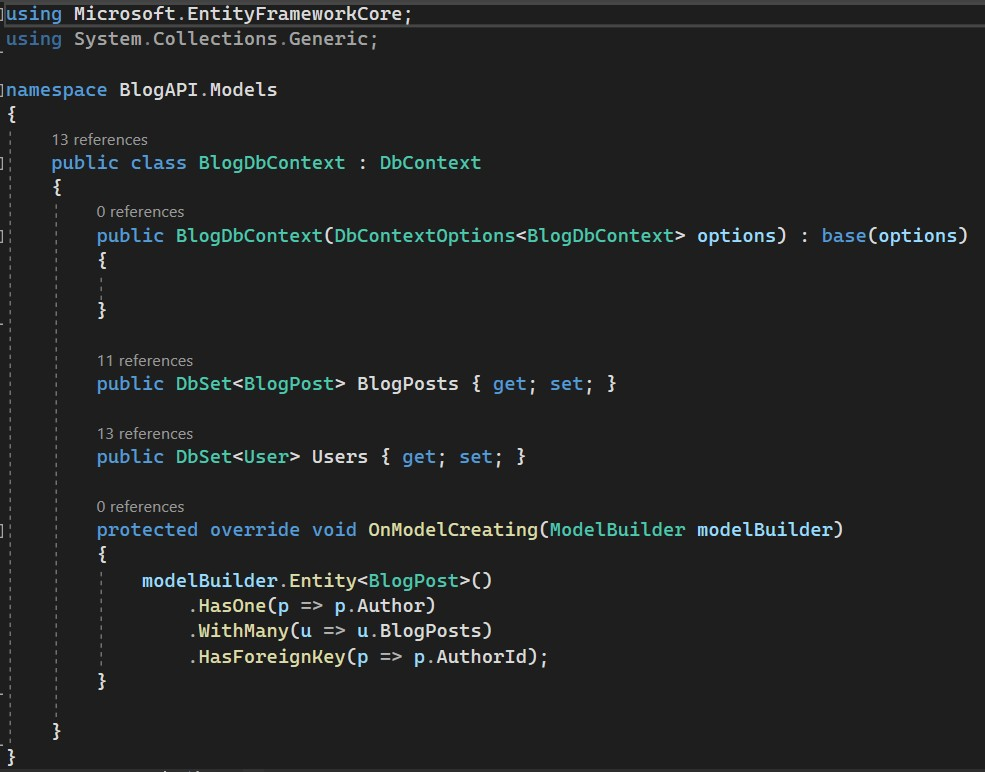 using Microsoft.EntityFrameworkCore;
using System.Collections.Generic;
namespace BlogAPI.Models
{
13 references
public class BlogDbContext : DbContext
{
0 references
public BlogDbContext(DbContextOptions<BlogDbContext> options) : base(options)
{
}
11 references
public DbSet<BlogPost> BlogPosts { get; set; }
13 references
public DbSet<User> Users { get; set; }
0 references
protected override void OnModelCreating(ModelBuilder modelBuilder)
{
modelBuilder.Entity<BlogPost>()
.HasOne(p => p.Author)
.WithMany(u => u.BlogPosts)
.HasForeignKey(p => p.AuthorId);
}
}
}